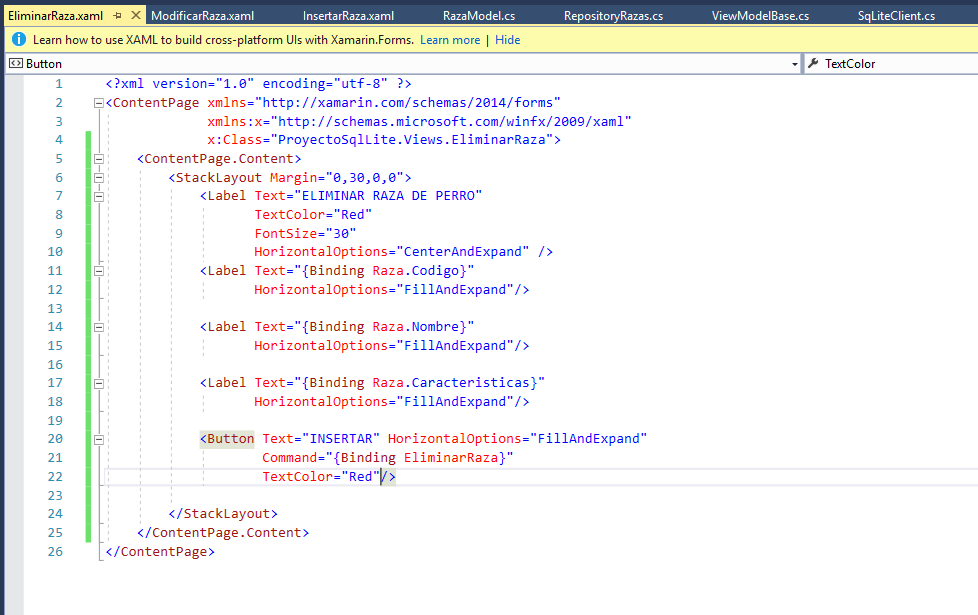 EliminarRaza.xaml ModificarRaza.xaml InsertarRaza.xaml RazaModel.cs RepositoryRazas.cs ViewModelBase.cs SqLiteClient.cs
Learn how to use XAML to build cross-platform UIs with Xamarin.Forms. Learn more | Hide
Button TextColor
1 <?xml version="1.0" encoding="utf-8" ?>
2 <ContentPage xmlns="http://xamarin.com/schemas/2014/forms"
3 xmlns:x="http://schemas.microsoft.com/winfx/2009/xaml"
4 x:Class="ProyectoSqlLite.Views.EliminarRaza">
5 <ContentPage.Content>
6 <StackLayout Margin="0,30,0,0">
7 <Label Text="ELIMINAR RAZA DE PERRO"
8 TextColor="Red"
9 FontSize="30"
10 HorizontalOptions="CenterAndExpand" />
11 <Label Text="{Binding Raza.Codigo}"
12 HorizontalOptions="FillAndExpand"/>
13
14 <Label Text="{Binding Raza.Nombre}"
15 HorizontalOptions="FillAndExpand"/>
16
17 <Label Text="{Binding Raza.Caracteristicas}"
18 HorizontalOptions="FillAndExpand"/>
19
20 <Button Text="INSERTAR" HorizontalOptions="FillAndExpand"
21 Command="{Binding EliminarRaza}"
22 TextColor="Red"/>
23
24 </StackLayout>
25 </ContentPage.Content>
26 </ContentPage>